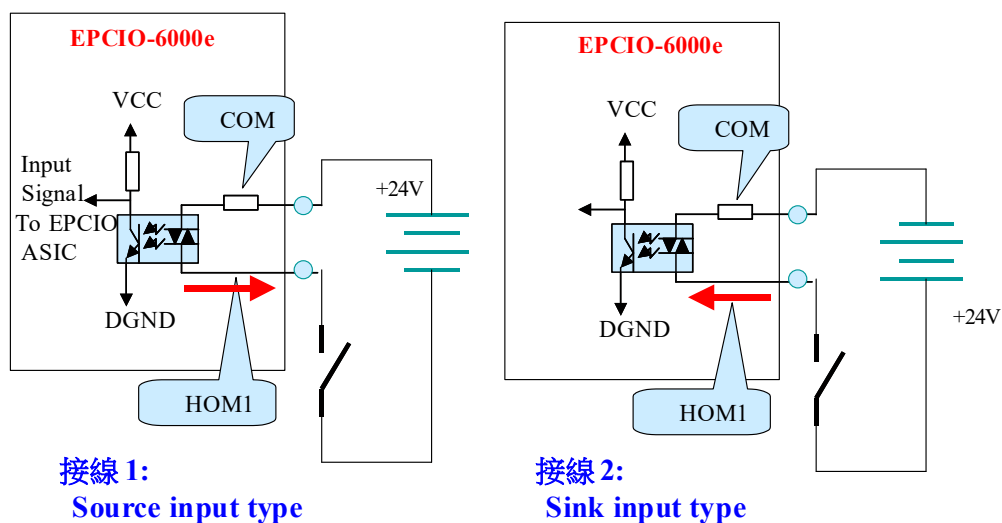 EPCIO-6000e
VCC
COM
Input
Signal
To EPCIO
ASIC
+24V
DGND
HOM1
接線 1:
Source input type
EPCIO-6000e
VCC
COM
DGND
+24V
HOM1
接線 2:
Sink input type